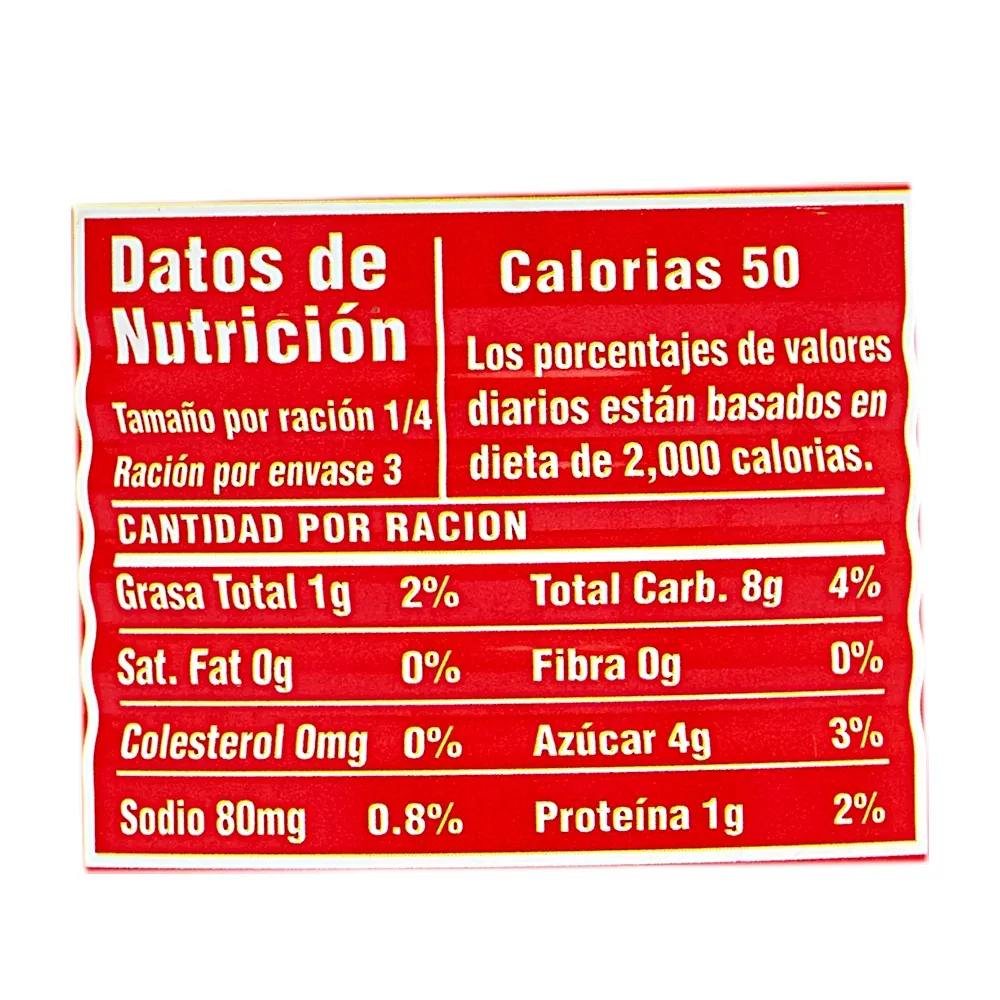 Datos de
Nutrición
Tamaño por ración 1/4
Ración por envase 3
Calorias 50
Los porcentajes de valores
diarios están basados en
dieta de 2,000 calorias.
CANTIDAD POR RACION
Grasa Total 1g 2% Total Carb. 8g 4%
Sat. Fat 0g 0% Fibra 0g 0%
Colesterol 0mg 0% Azúcar 4g 3%
Sodio 80mg 0.8% Proteína 1g 2%